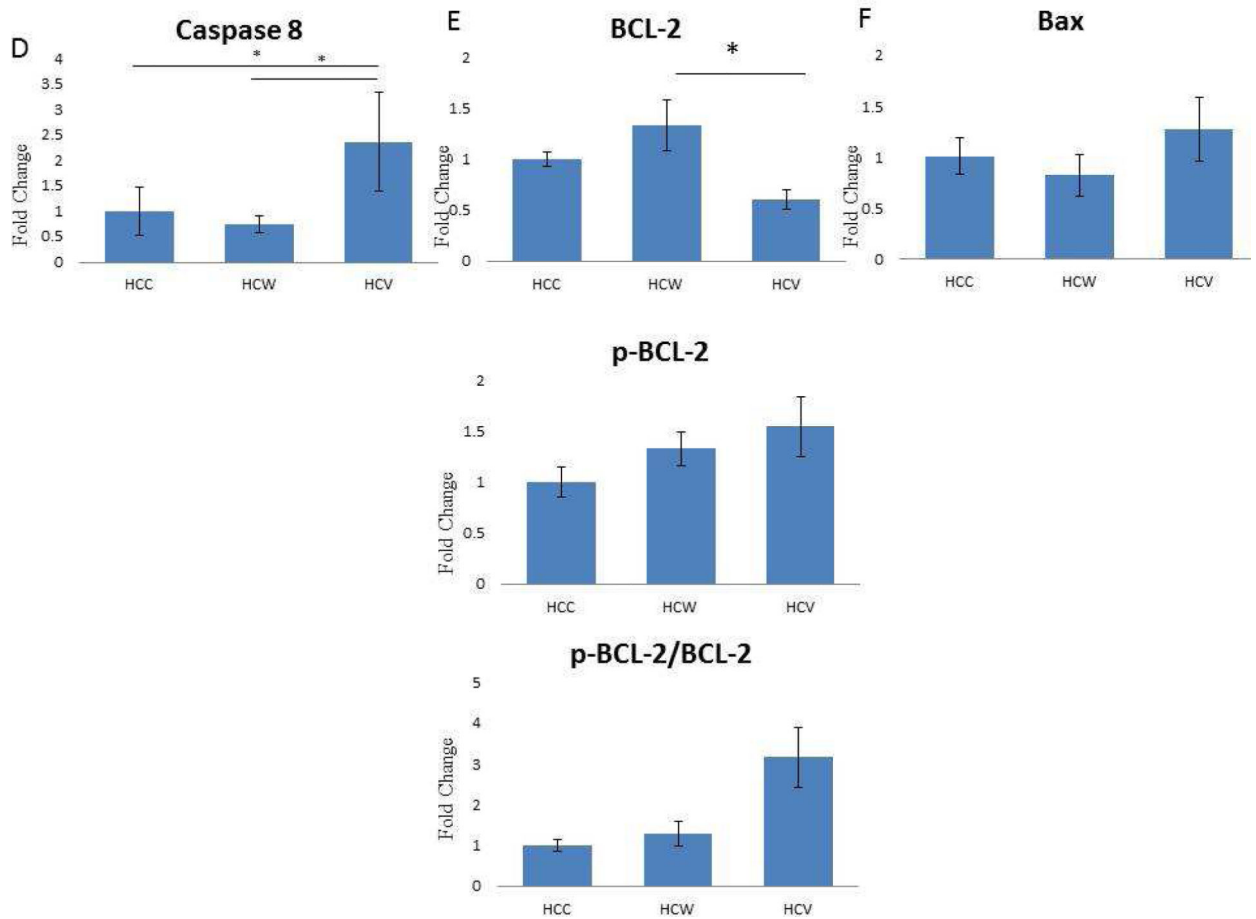 D
Caspase 8
*
*
4
3.5
3
2.5
2
1.5
1
0.5
0
Fold Change
HCC HCW HCV
E
BCL-2
*
2
1.5
1
0.5
0
Fold Change
HCC HCW HCV
F
Bax
2
1.5
1
0.5
0
Fold Change
HCC HCW HCV
p-BCL-2
2
1.5
1
0.5
0
Fold Change
HCC HCW HCV
p-BCL-2/BCL-2
5
4
3
2
1
0
Fold Change
HCC HCW HCV